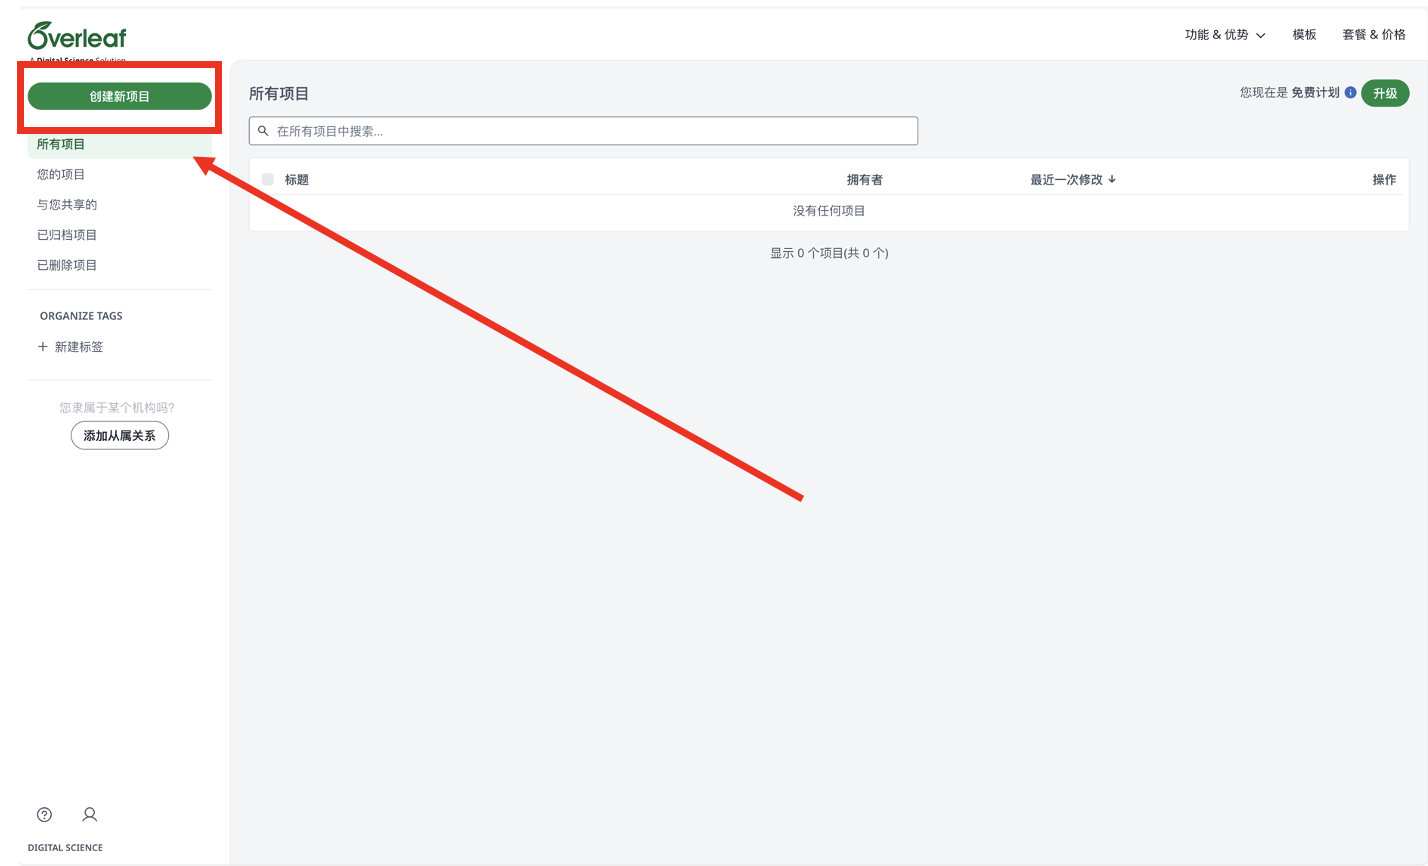 Overleaf
A Digital Science Solution
功能 & 优势
模板
套餐 & 价格
创建新项目
所有项目
您的项目
与您共享的
已归档项目
已删除项目
ORGANIZE TAGS
+ 新建标签
您隶属于某个机构吗?
添加从属关系
DIGITAL SCIENCE
所有项目
您现在是 免费计划
升级
在所有项目中搜索...
标题 拥有者 最近一次修改 ↓ 操作
没有任何项目
显示 0 个项目(共 0 个)